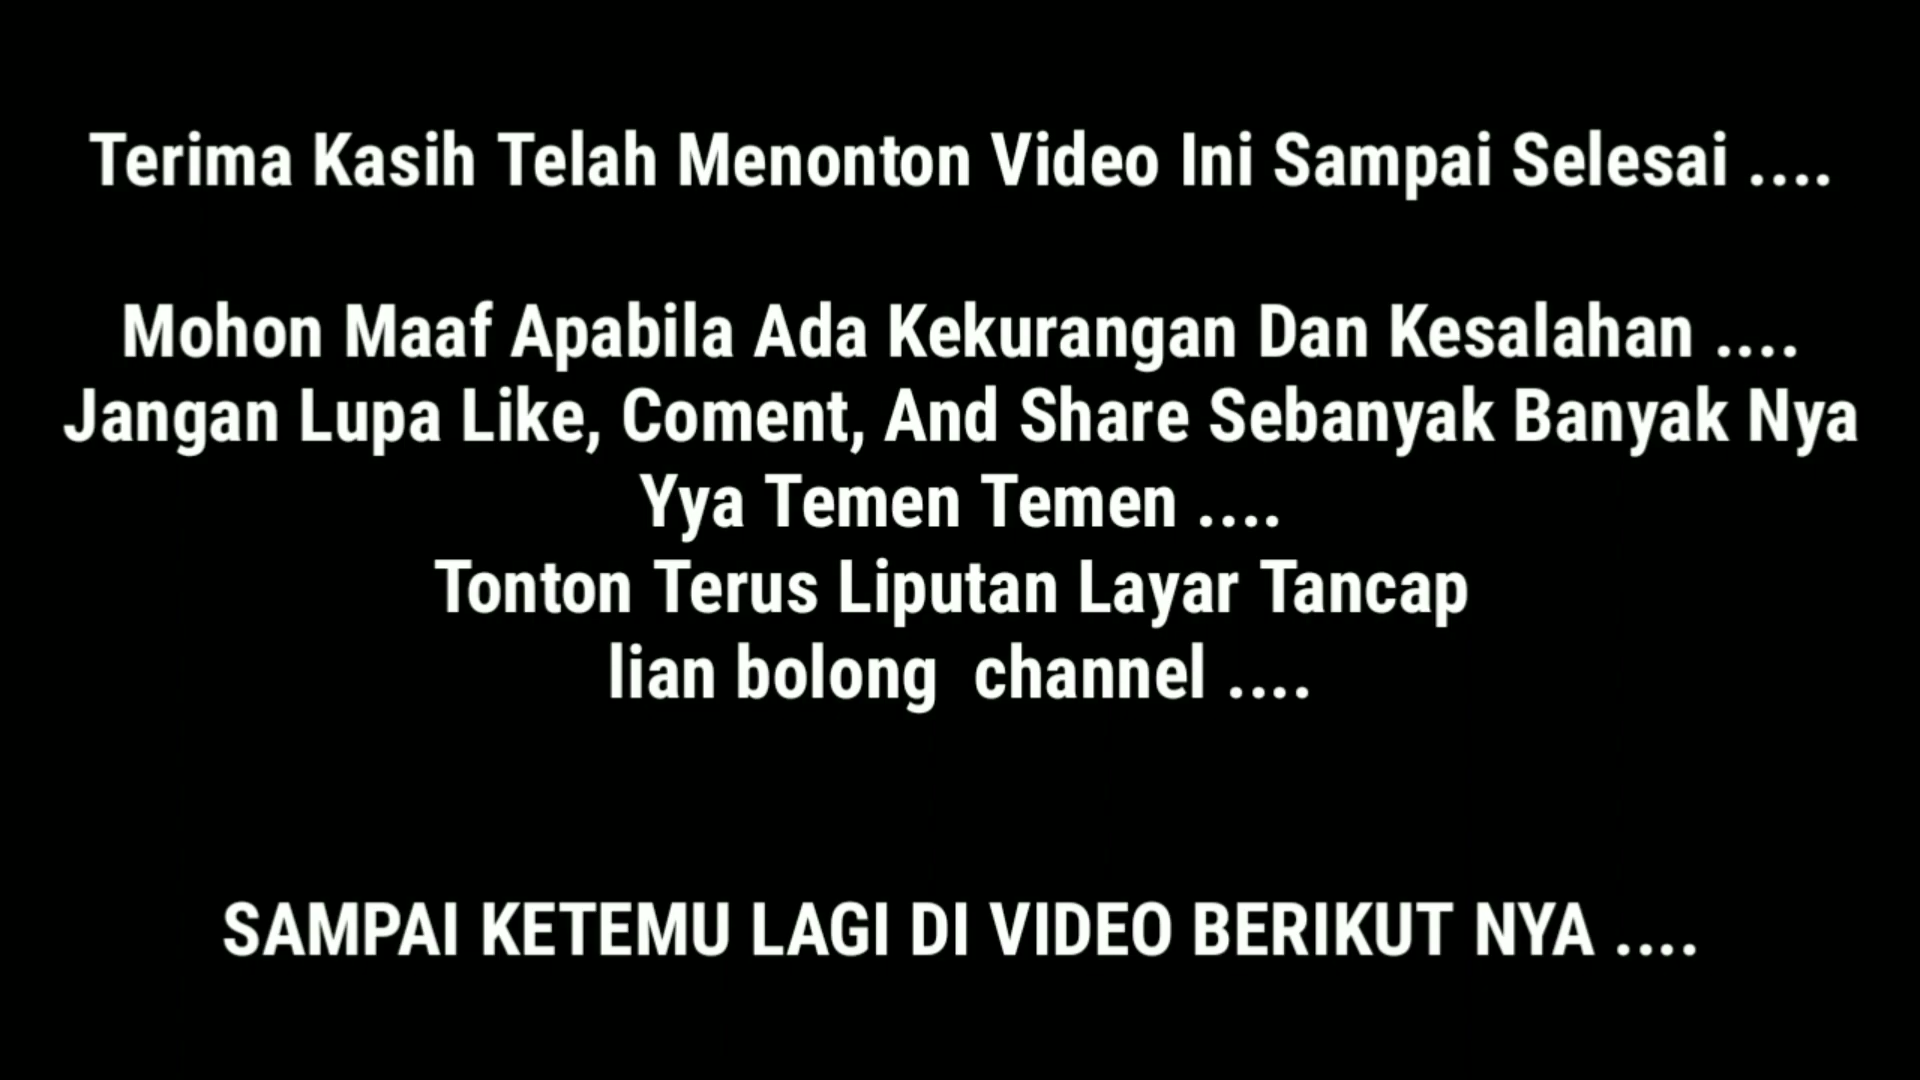 Terima Kasih Telah Menonton Video Ini Sampai Selesai ....
Mohon Maaf Apabila Ada Kekurangan Dan Kesalahan ....
Jangan Lupa Like, Coment, And Share Sebanyak Banyak Nya
Yya Temen Temen ....
Tonton Terus Liputan Layar Tancap
lian bolong  channel ....
SAMPAI KETEMU LAGI DI VIDEO BERIKUT NYA ....